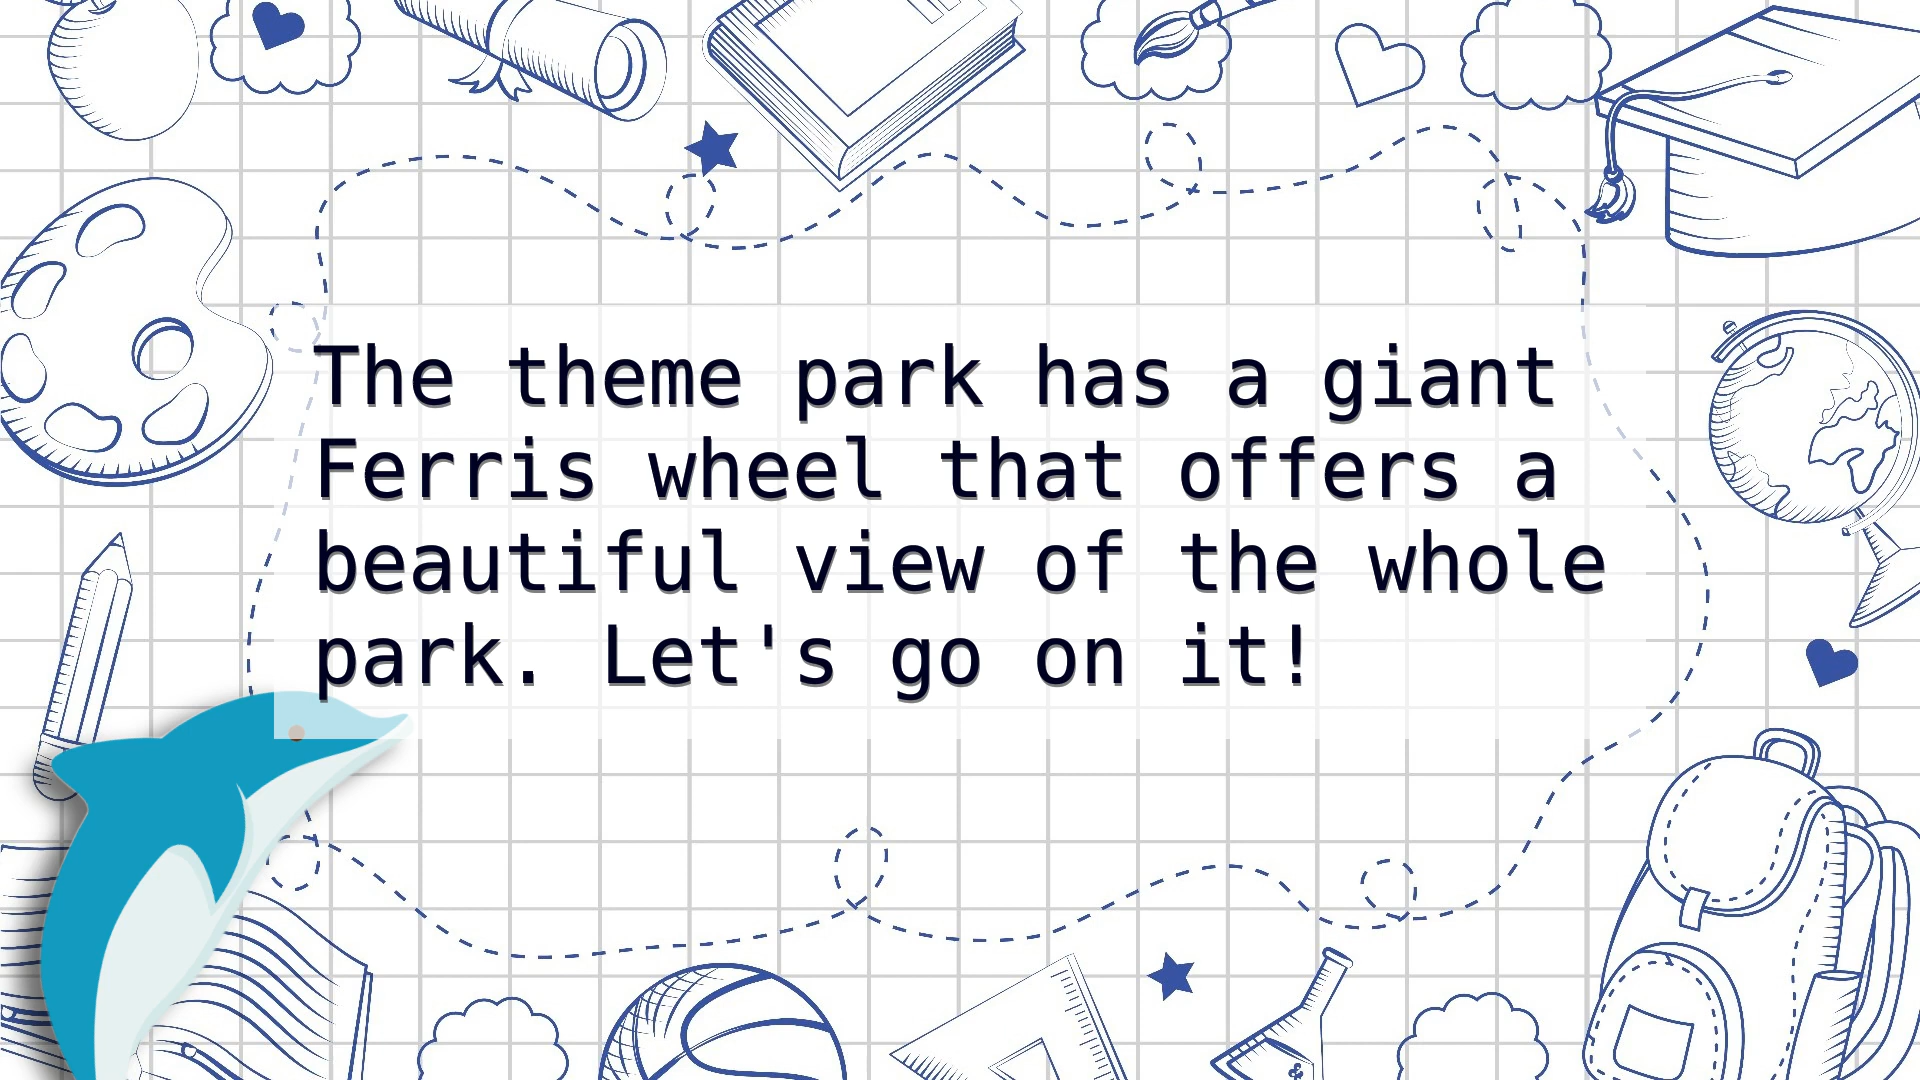 The theme park has a giant
Ferris wheel that offers a
beautiful view of the whole
park. Let's go on it!